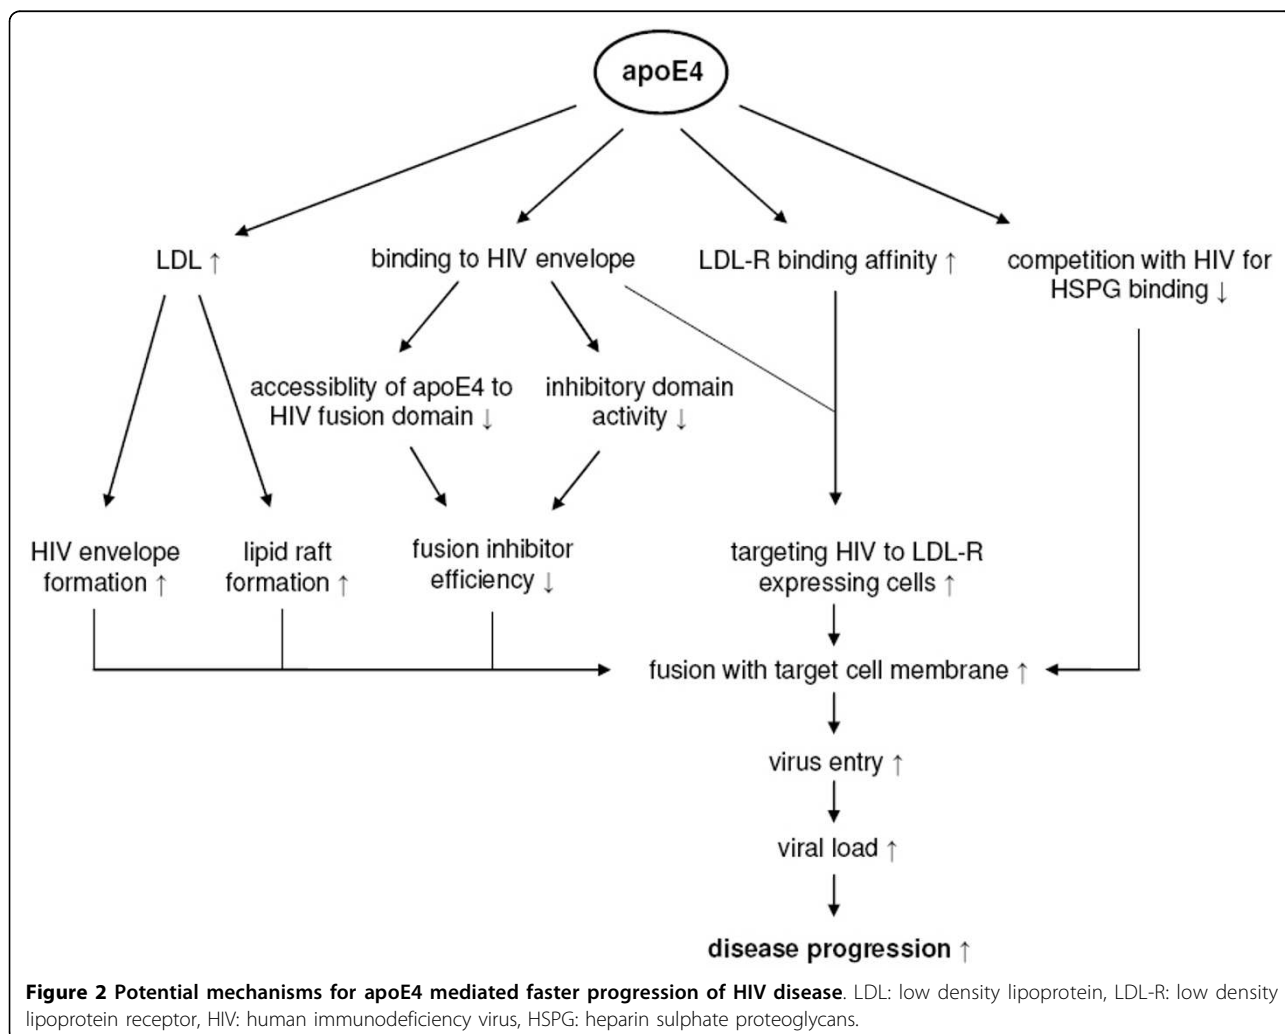 apoE4
LDL ↑
binding to HIV envelope
LDL-R binding affinity ↑
competition with HIV for
HSPG binding ↓
accessiblity of apoE4 to
HIV fusion domain ↓
inhibitory domain
activity ↓
HIV envelope
formation ↑
lipid raft
formation ↑
fusion inhibitor
efficiency ↓
targeting HIV to LDL-R
expressing cells ↑
fusion with target cell membrane ↑
virus entry ↑
viral load ↑
disease progression ↑
Figure 2 Potential mechanisms for apoE4 mediated faster progression of HIV disease. LDL: low density lipoprotein, LDL-R: low density
lipoprotein receptor, HIV: human immunodeficiency virus, HSPG: heparin sulphate proteoglycans.